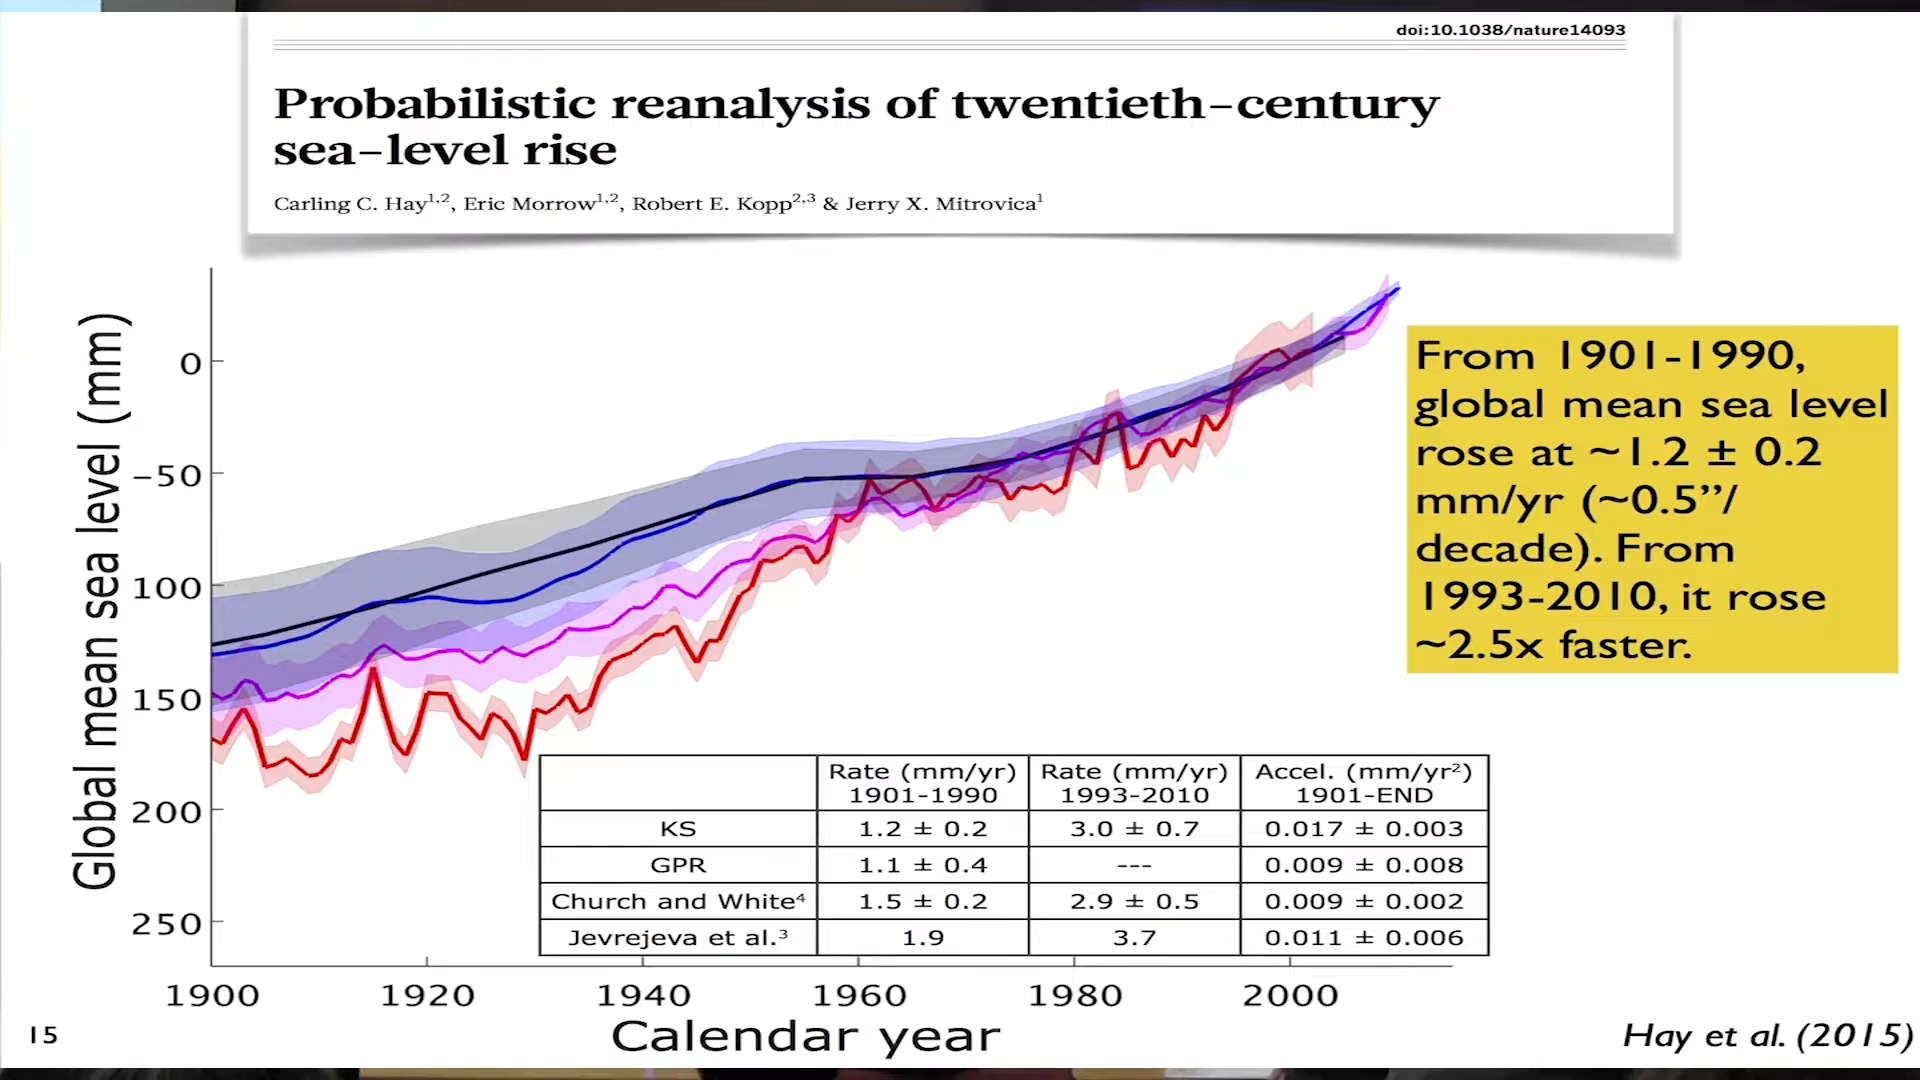 doi:10.1038/nature14093
Probabilistic reanalysis of twentieth-century
sea-level rise
Carling C. Hay1,2, Eric Morrow1,2, Robert E. Kopp2,3 & Jerry X. Mitrovica1
Global mean sea level (mm)
0
−50
100
150
200
250
1900 1920 1940 1960 1980 2000
Calendar year
From 1901-1990,
global mean sea level
rose at ~1.2 ± 0.2
mm/yr (~0.5”/
decade). From
1993-2010, it rose
~2.5x faster.
Rate (mm/yr) Rate (mm/yr) Accel. (mm/yr²)
1901-1990 1993-2010 1901-END
KS 1.2 ± 0.2 3.0 ± 0.7 0.017 ± 0.003
GPR 1.1 ± 0.4 --- 0.009 ± 0.008
Church and White⁴ 1.5 ± 0.2 2.9 ± 0.5 0.009 ± 0.002
Jevrejeva et al.³ 1.9 3.7 0.011 ± 0.006
15
Hay et al. (2015)